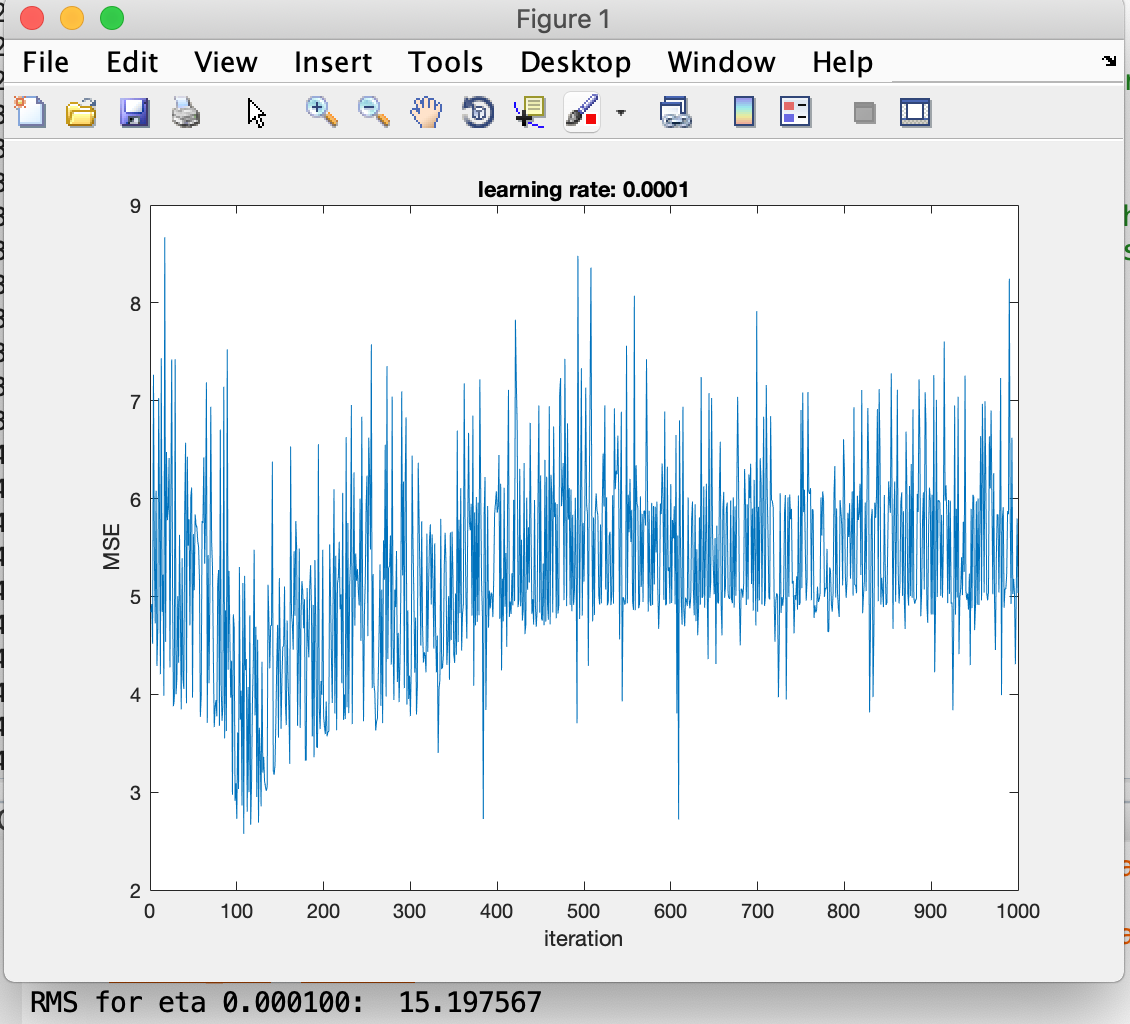 Figure 1
File Edit View Insert Tools Desktop Window Help
learning rate: 0.0001
9
8
7
6
5
4
3
2
MSE
0 100 200 300 400 500 600 700 800 900 1000
iteration
RMS for eta 0.000100: 15.197567